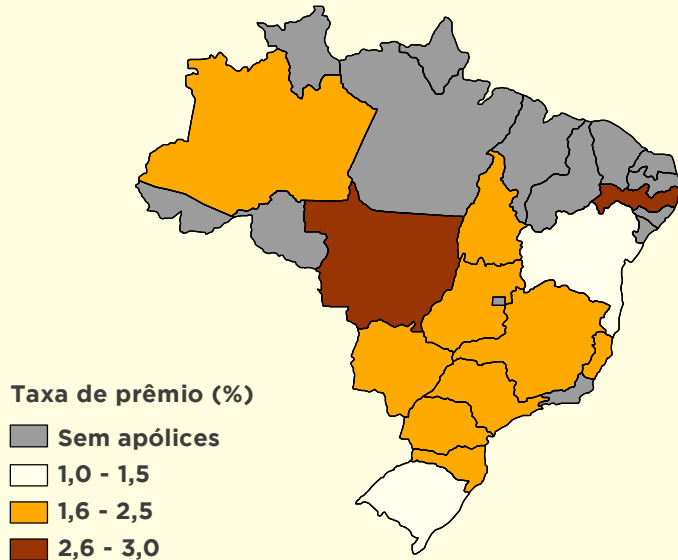 Taxa de prêmio (%)
Sem apólices
1,0 - 1,5
1,6 - 2,5
2,6 - 3,0